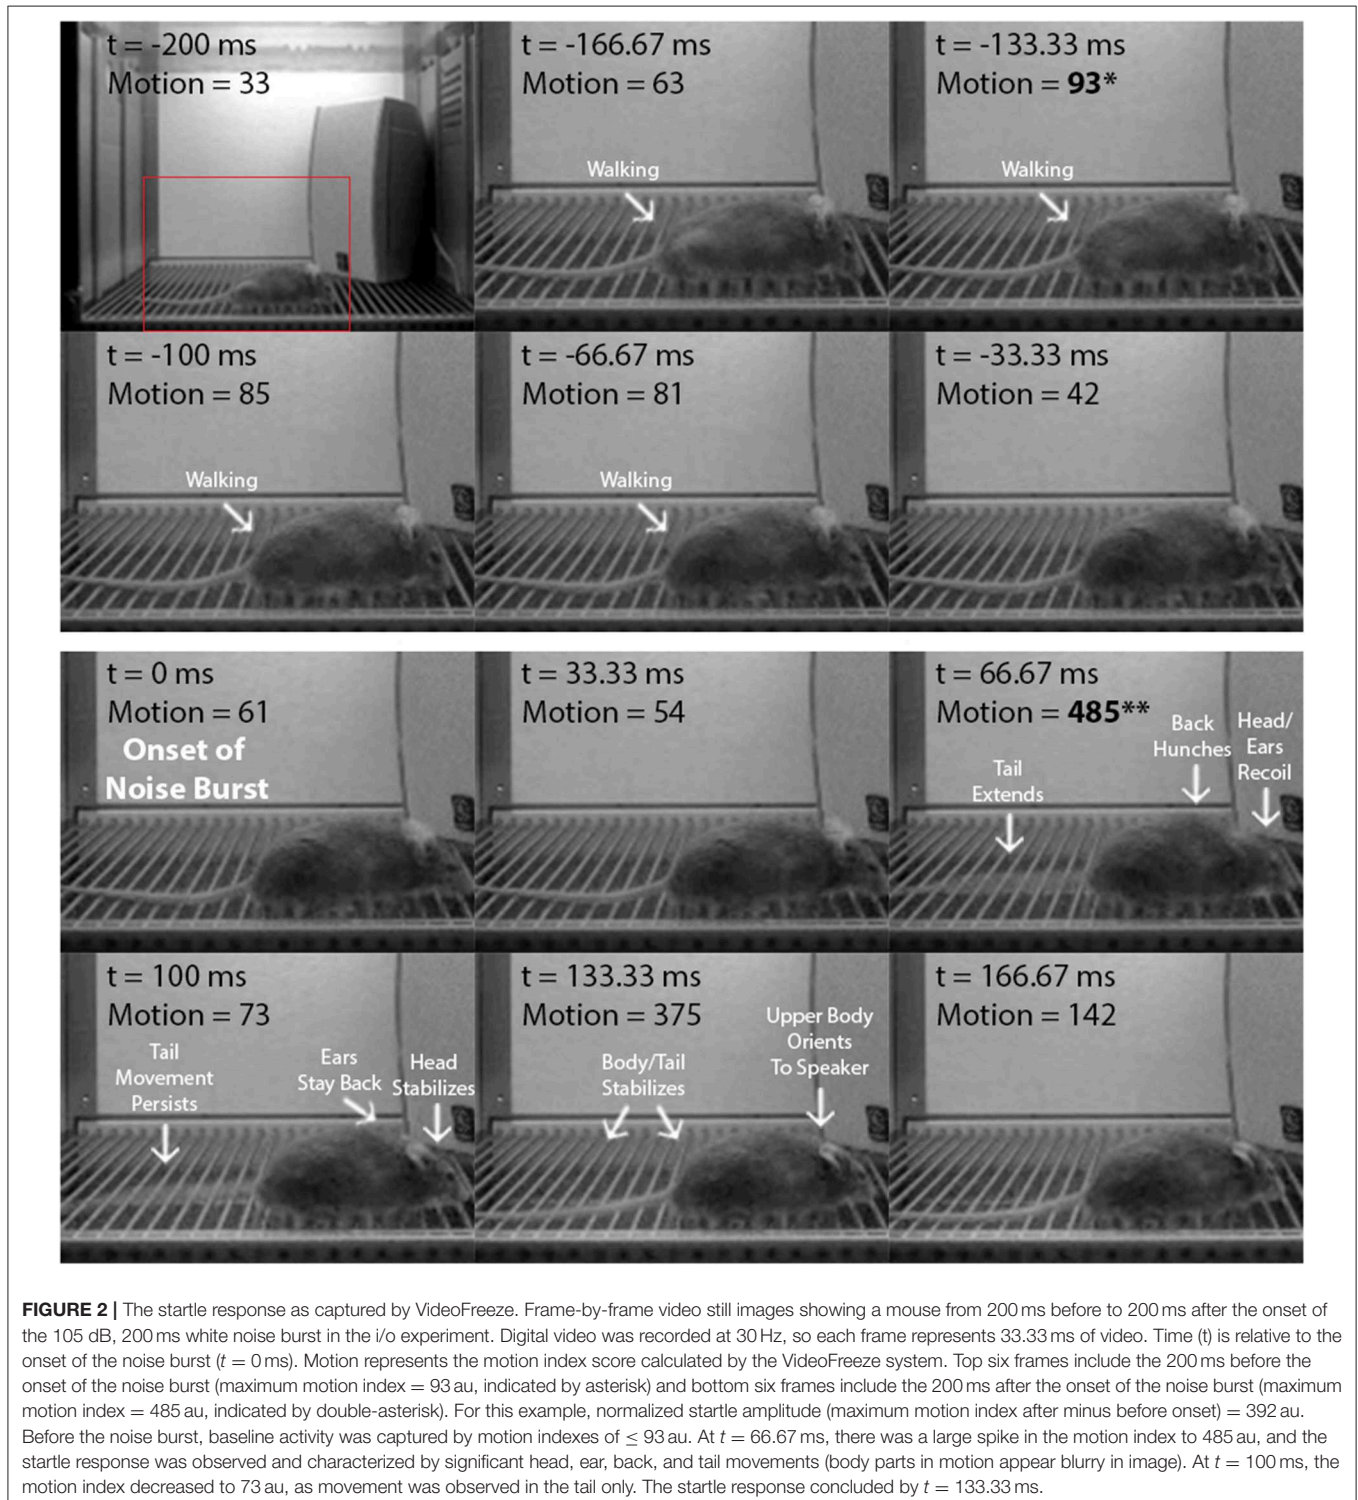 t = -200 ms
Motion = 33
t = -166.67 ms
Motion = 63
Walking
t = -133.33 ms
Motion = 93*
Walking
t = -100 ms
Motion = 85
Walking
t = -66.67 ms
Motion = 81
Walking
t = -33.33 ms
Motion = 42
t = 0 ms
Motion = 61
Onset of
Noise Burst
t = 33.33 ms
Motion = 54
t = 66.67 ms
Motion = 485**
Tail
Extends
Back
Hunches
Head/
Ears
Recoil
t = 100 ms
Motion = 73
Tail
Movement
Persists
Ears
Stay Back
Head
Stabilizes
t = 133.33 ms
Motion = 375
Body/Tail
Stabilizes
Upper Body
Orients
To Speaker
t = 166.67 ms
Motion = 142
FIGURE 2 | The startle response as captured by VideoFreeze. Frame-by-frame video still images showing a mouse from 200 ms before to 200 ms after the onset of
the 105 dB, 200 ms white noise burst in the i/o experiment. Digital video was recorded at 30 Hz, so each frame represents 33.33 ms of video. Time (t) is relative to the
onset of the noise burst (t = 0 ms). Motion represents the motion index score calculated by the VideoFreeze system. Top six frames include the 200 ms before the
onset of the noise burst (maximum motion index = 93 au, indicated by asterisk) and bottom six frames include the 200 ms after the onset of the noise burst (maximum
motion index = 485 au, indicated by double-asterisk). For this example, normalized startle amplitude (maximum motion index after minus before onset) = 392 au.
Before the noise burst, baseline activity was captured by motion indexes of ≤ 93 au. At t = 66.67 ms, there was a large spike in the motion index to 485 au, and the
startle response was observed and characterized by significant head, ear, back, and tail movements (body parts in motion appear blurry in image). At t = 100 ms, the
motion index decreased to 73 au, as movement was observed in the tail only. The startle response concluded by t = 133.33 ms.